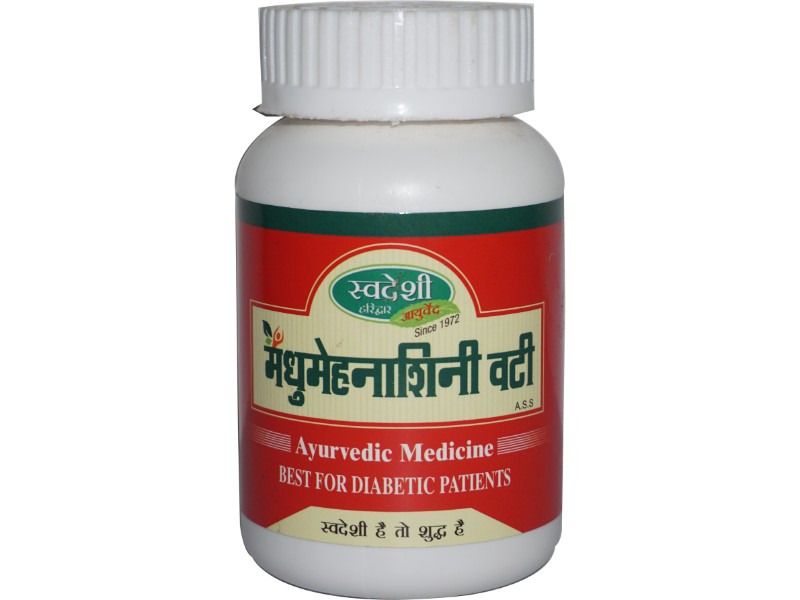 स्वदेशी
हरिद्वार
आयुर्वेद
Since 1972
मधुमेहनाशिनी वटी
A.S.S
Ayurvedic Medicine
BEST FOR DIABETIC PATIENTS
स्वदेशी है तो शुद्ध है